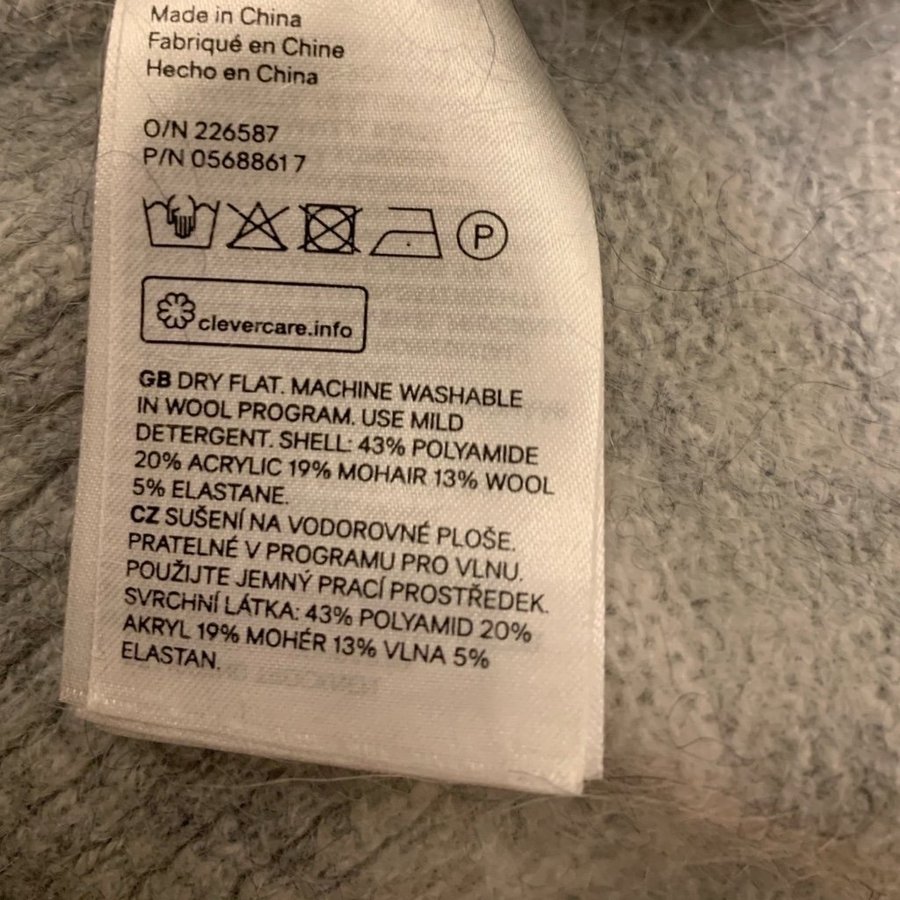 Made in China
Fabriqué en Chine
Hecho en China
O/N 226587
P/N 05688617
P
clevercare.info
GB DRY FLAT. MACHINE WASHABLE
IN WOOL PROGRAM. USE MILD
DETERGENT. SHELL: 43% POLYAMIDE
20% ACRYLIC 19% MOHAIR 13% WOOL
5% ELASTANE.
CZ SUŠENÍ NA VODOROVNÉ PLOŠE.
PRATELNÉ V PROGRAMU PRO VLNU.
POUŽIJTE JEMNÝ PRACÍ PROSTŘEDEK.
SVRCHNÍ LÁTKA: 43% POLYAMID 20%
AKRYL 19% MOHÉR 13% VLNA 5%
ELASTAN.